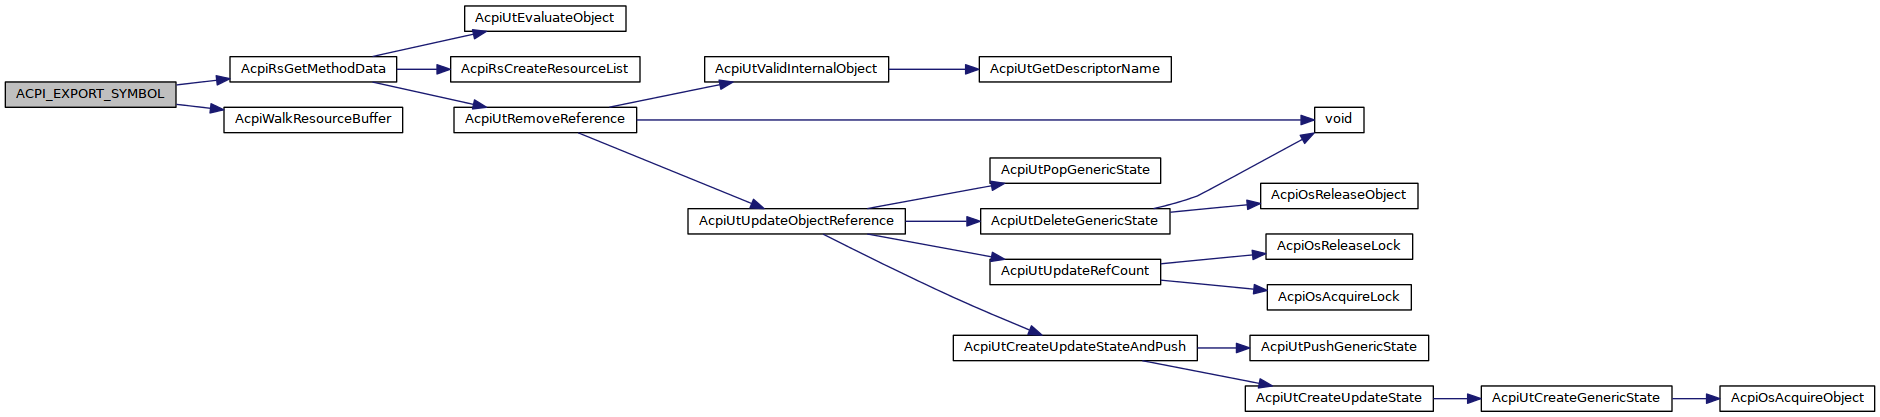 AcpiUtEvaluateObject
AcpiRsGetMethodData
AcpiRsCreateResourceList
AcpiUtValidInternalObject
AcpiUtGetDescriptorName
ACPI_EXPORT_SYMBOL
AcpiWalkResourceBuffer
AcpiUtRemoveReference
void
AcpiUtPopGenericState
AcpiOsReleaseObject
AcpiUtUpdateObjectReference
AcpiUtDeleteGenericState
AcpiOsReleaseLock
AcpiUtUpdateRefCount
AcpiOsAcquireLock
AcpiUtCreateUpdateStateAndPush
AcpiUtPushGenericState
AcpiUtCreateUpdateState
AcpiUtCreateGenericState
AcpiOsAcquireObject